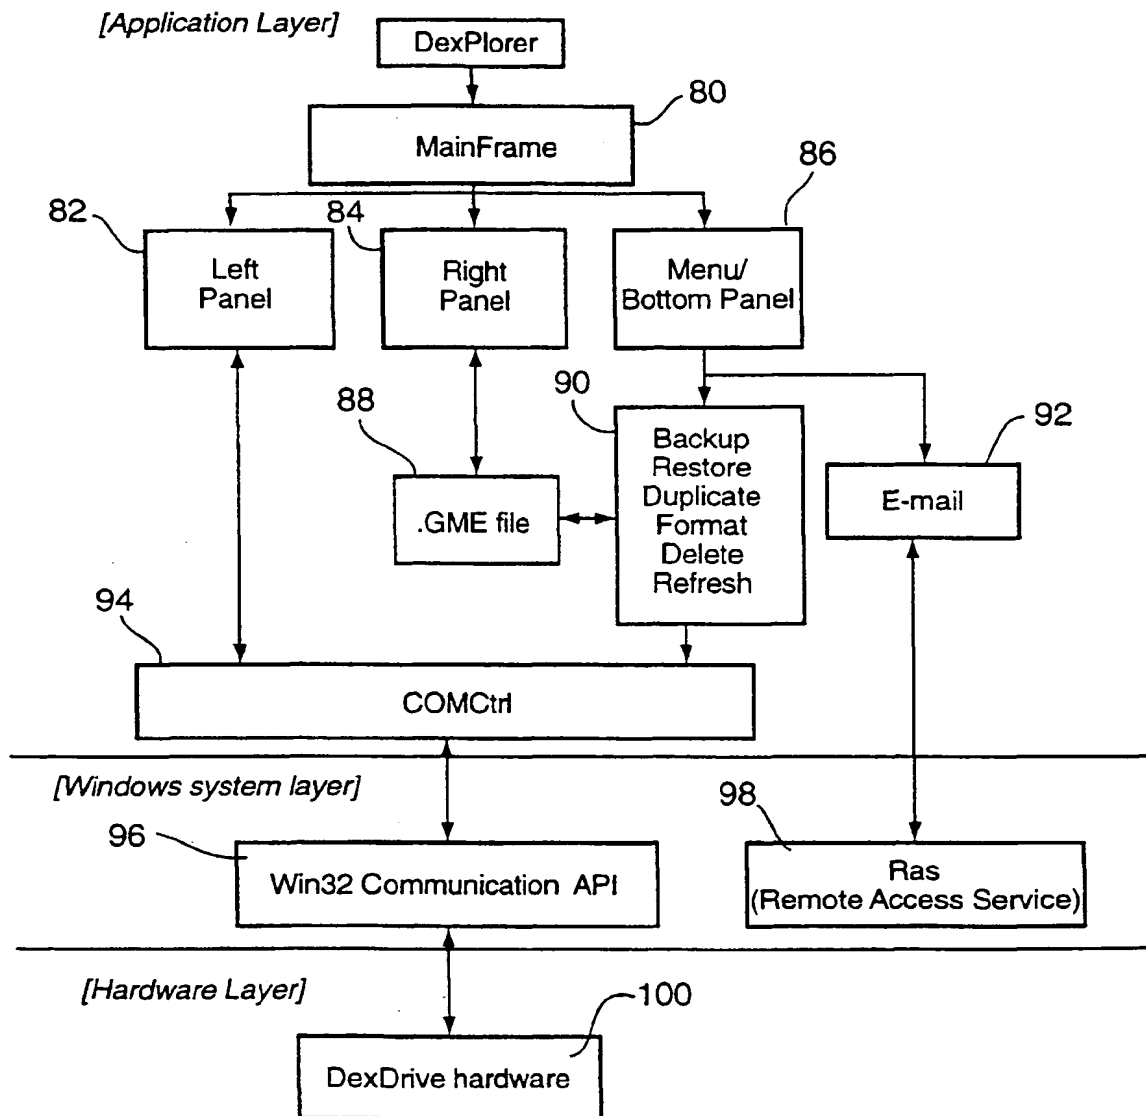 [Application Layer]
DexPlorer
80
MainFrame
86
82
84
Left
Panel
Right
Panel
Menu/
Bottom Panel
90
88
92
Backup
Restore
Duplicate
Format
Delete
Refresh
.GME file
E-mail
94
COMCtrl
[Windows system layer]
98
96
Win32 Communication API
Ras
(Remote Access Service)
[Hardware Layer]
100
DexDrive hardware